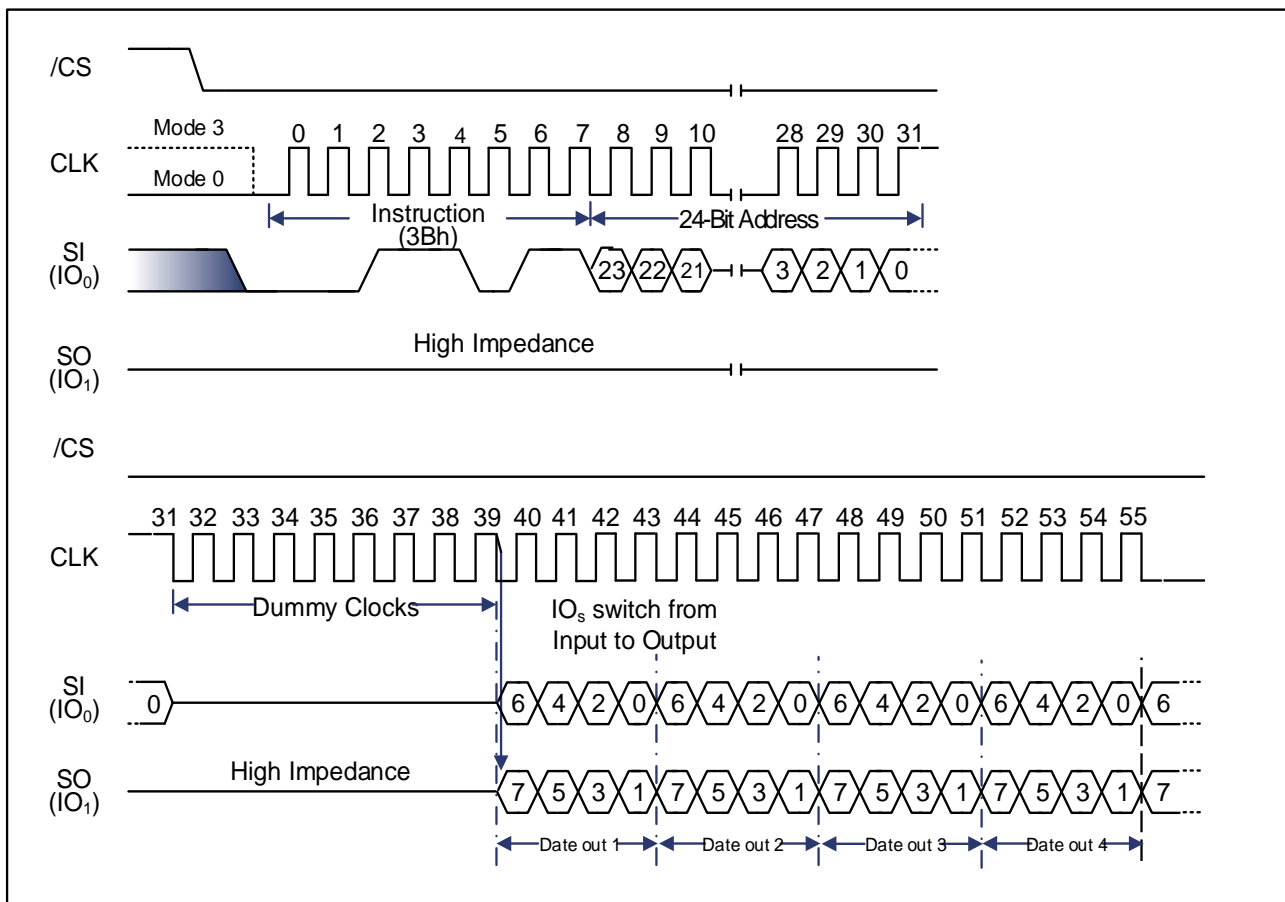 /CS
Mode 3
0 1 2 3 4 5 6 7 8 9 10 28 29 30 31
CLK
Mode 0
Instruction
(3Bh)
24-Bit Address
SI
(IO0)
23 22 21 3 2 1 0
High Impedance
SO
(IO1)
/CS
31 32 33 34 35 36 37 38 39 40 41 42 43 44 45 46 47 48 49 50 51 52 53 54 55
CLK
Dummy Clocks
IOs switch from
Input to Output
SI
(IO0)
0 6 4 2 0 6 4 2 0 6 4 2 0 6 4 2 0 6
High Impedance
SO
(IO1)
7 5 3 1 7 5 3 1 7 5 3 1 7 5 3 1 7
Date out 1 Date out 2 Date out 3 Date out 4